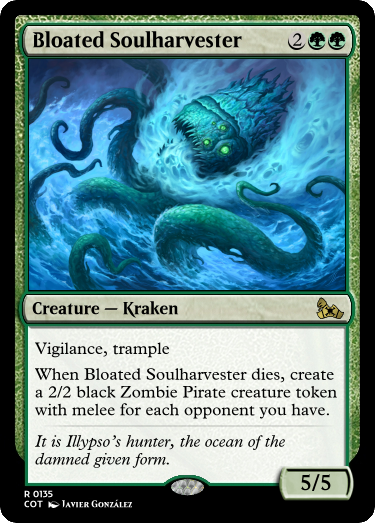 Bloated Soulharvester 2
Creature — Kraken
Vigilance, trample
When Bloated Soulharvester dies, create
a 2/2 black Zombie Pirate creature token
with melee for each opponent you have.
It is Illypso's hunter, the ocean of the
damned given form.
5/5
R 0135
COT Javier González